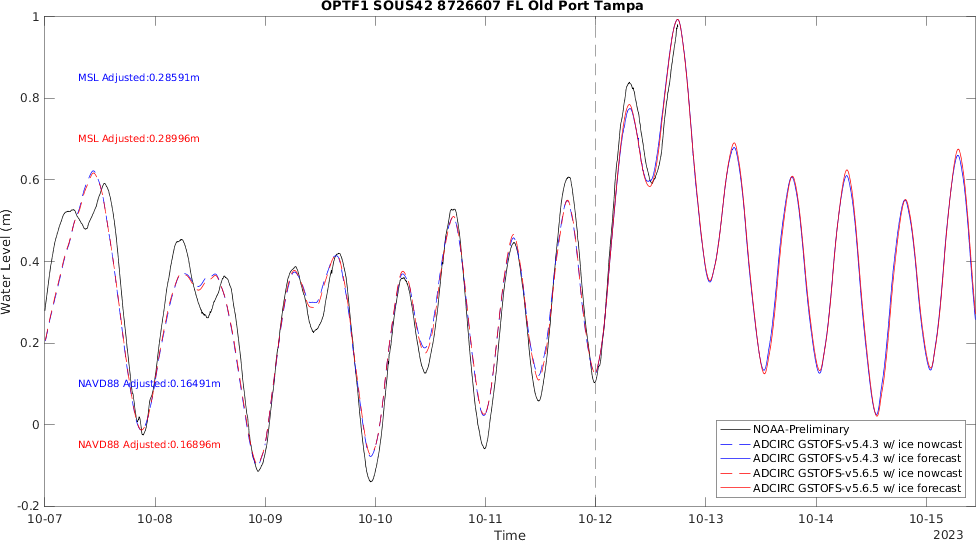 OPTF1 SOUS42 8726607 FL Old Port Tampa
1
0.8
0.6
0.4
0.2
0
-0.2
Water Level (m)
MSL Adjusted:0.28591m
MSL Adjusted:0.28996m
NAVD88 Adjusted:0.16491m
NAVD88 Adjusted:0.16896m
NOAA-Preliminary
ADCIRC GSTOFS-v5.4.3 w/ ice nowcast
ADCIRC GSTOFS-v5.4.3 w/ ice forecast
ADCIRC GSTOFS-v5.6.5 w/ ice nowcast
ADCIRC GSTOFS-v5.6.5 w/ ice forecast
10-07 10-08 10-09 10-10 10-11 10-12 10-13 10-14 10-15
Time
2023